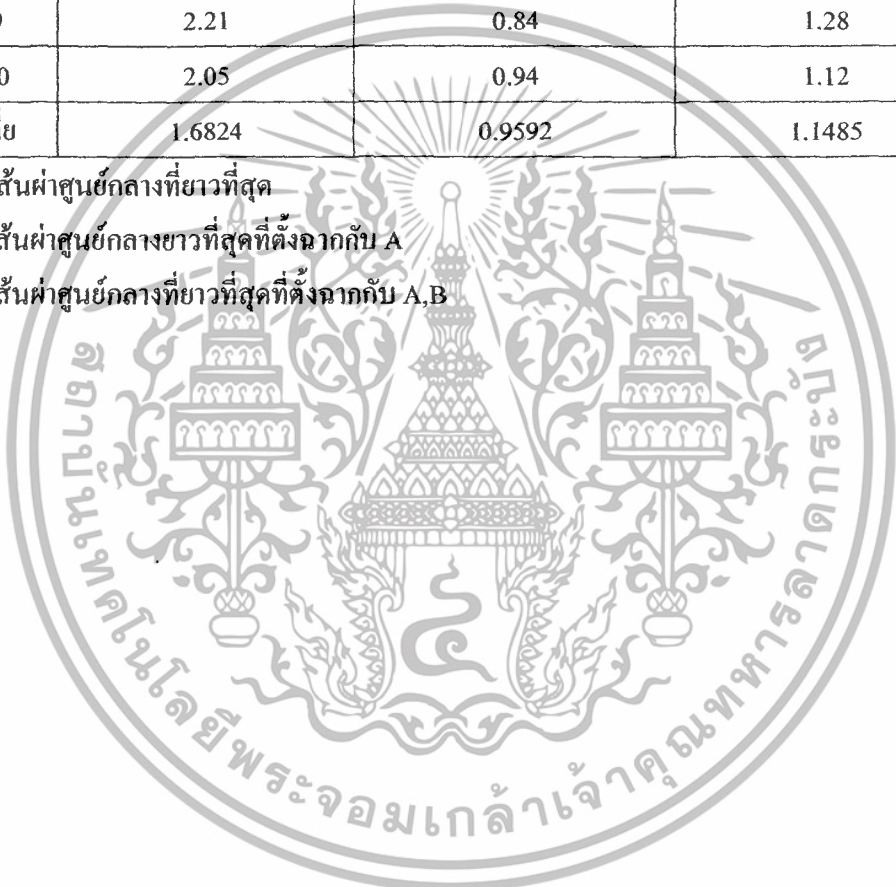 2.21 0.84 1.28
0 2.05 0.94 1.12
1.6824 0.9592 1.1485
เส้นผ่าศูนย์กลางที่ยาวที่สุด
เส้นผ่าศูนย์กลางยาวที่สุดที่ตั้งฉากกับ A
เส้นผ่าศูนย์กลางที่ยาวที่สุดที่ตั้งฉากกับ A,B
สถาบันเทคโนโลยีพระจอมเกล้าเจ้าคุณทหารลาดกระบัง
๔